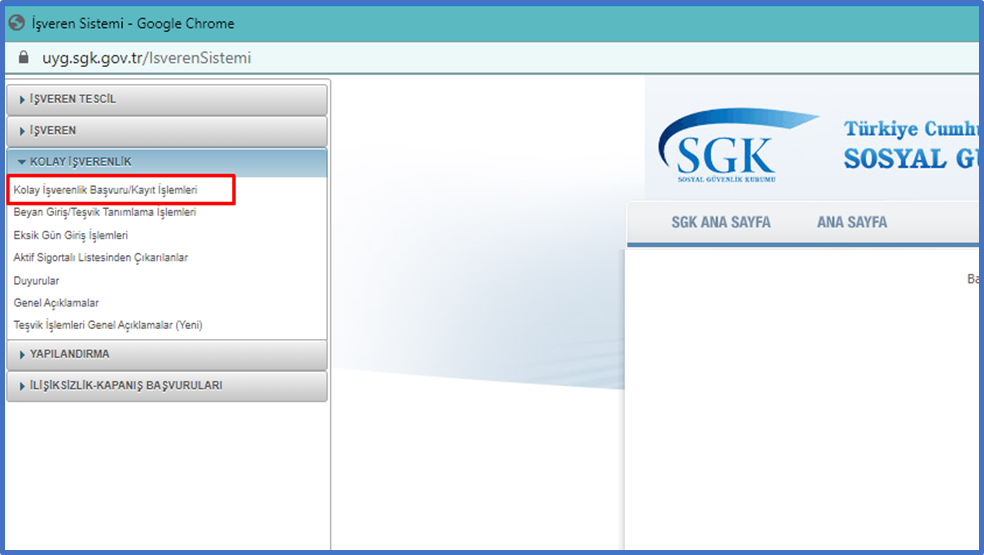 İşveren Sistemi - Google Chrome
uyg.sgk.gov.tr/IsverenSistemi
İŞVEREN TESCİL
İŞVEREN
KOLAY İŞVERENLİK
Kolay İşverenlik Başvuru/Kayıt İşlemleri
Beyan Giriş/Teşvik Tanımlama İşlemleri
Eksik Gün Giriş İşlemleri
Aktif Sigortalı Listesinden Çıkarılanlar
Duyurular
Genel Açıklamalar
Teşvik İşlemleri Genel Açıklamalar (Yeni)
YAPILANDIRMA
İLİŞİKSİZLİK-KAPANIŞ BAŞVURULARI
SGK
SOSYAL GÜVENLİK KURUMU
Türkiye Cumh
SOSYAL G
SGK ANA SAYFA
ANA SAYFA
Ba